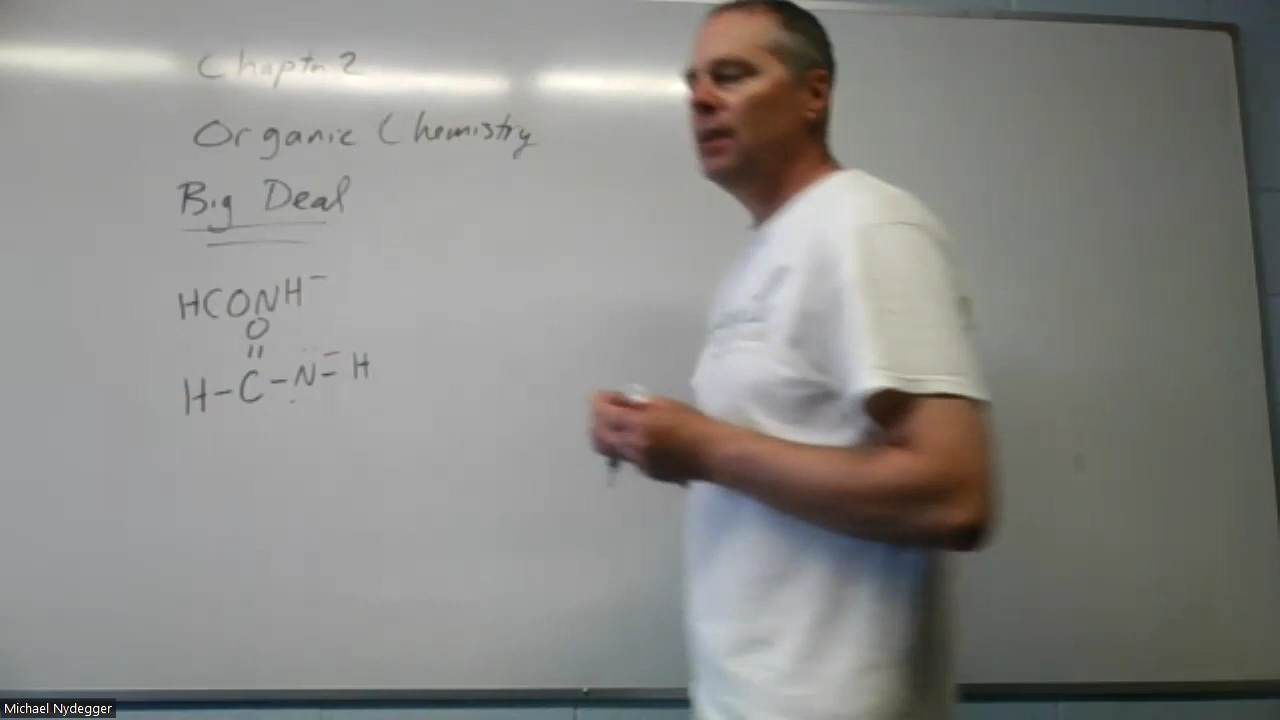 Chapter 2
Organic Chemistry
Big Deal
HCONH⁻
O
||
H-C-N⁻-H
Michael Nydegger